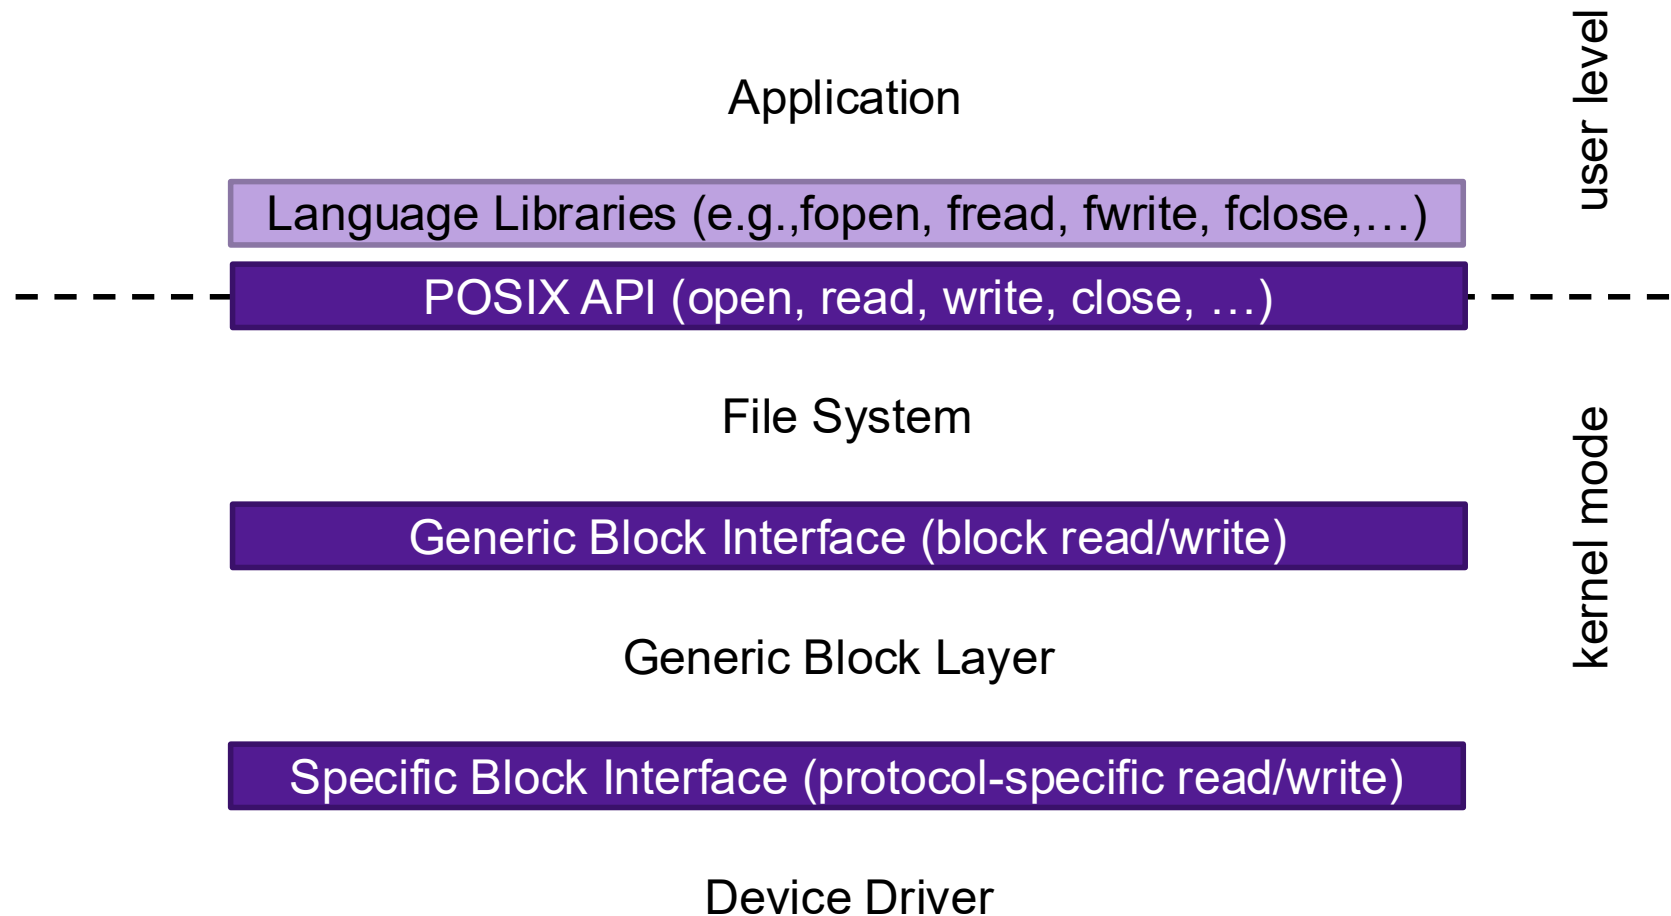 Application
user level
Language Libraries (e.g.,fopen, fread, fwrite, fclose,…)
POSIX API (open, read, write, close, …)
File System
Generic Block Interface (block read/write)
kernel mode
Generic Block Layer
Specific Block Interface (protocol-specific read/write)
Device Driver